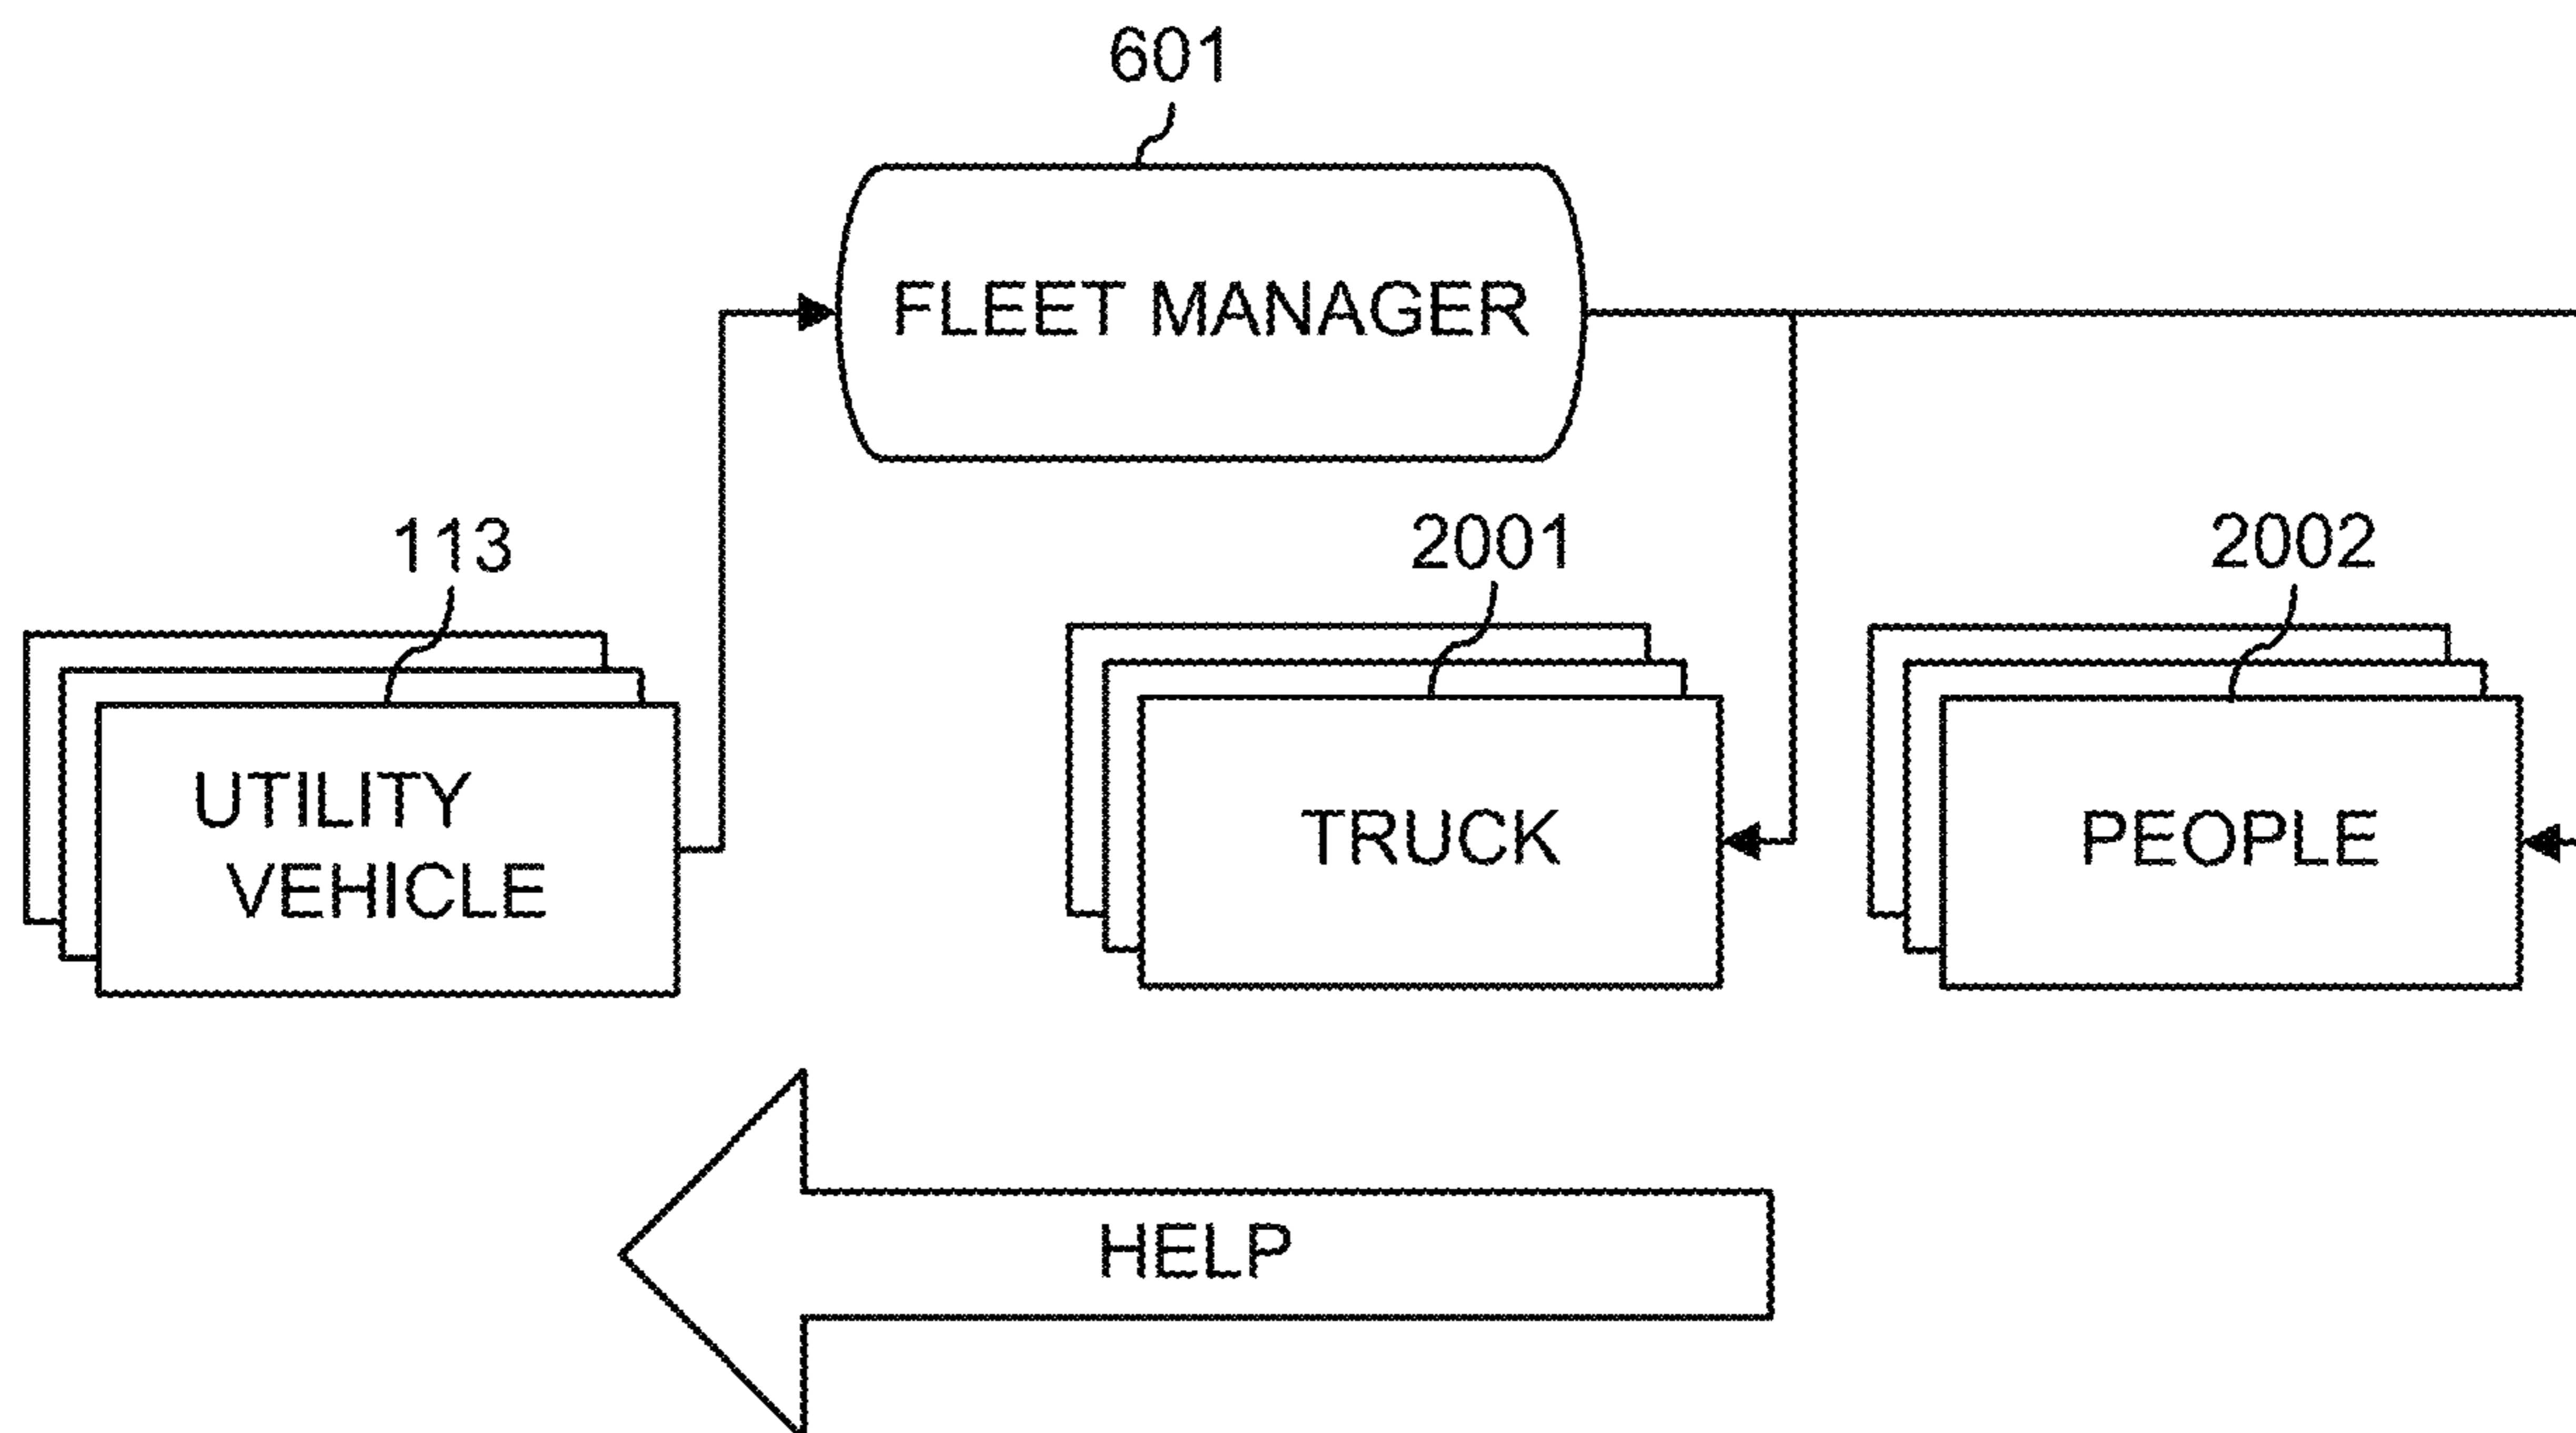 601
FLEET MANAGER
113
2001
2002
UTILITY
VEHICLE
TRUCK
PEOPLE
HELP